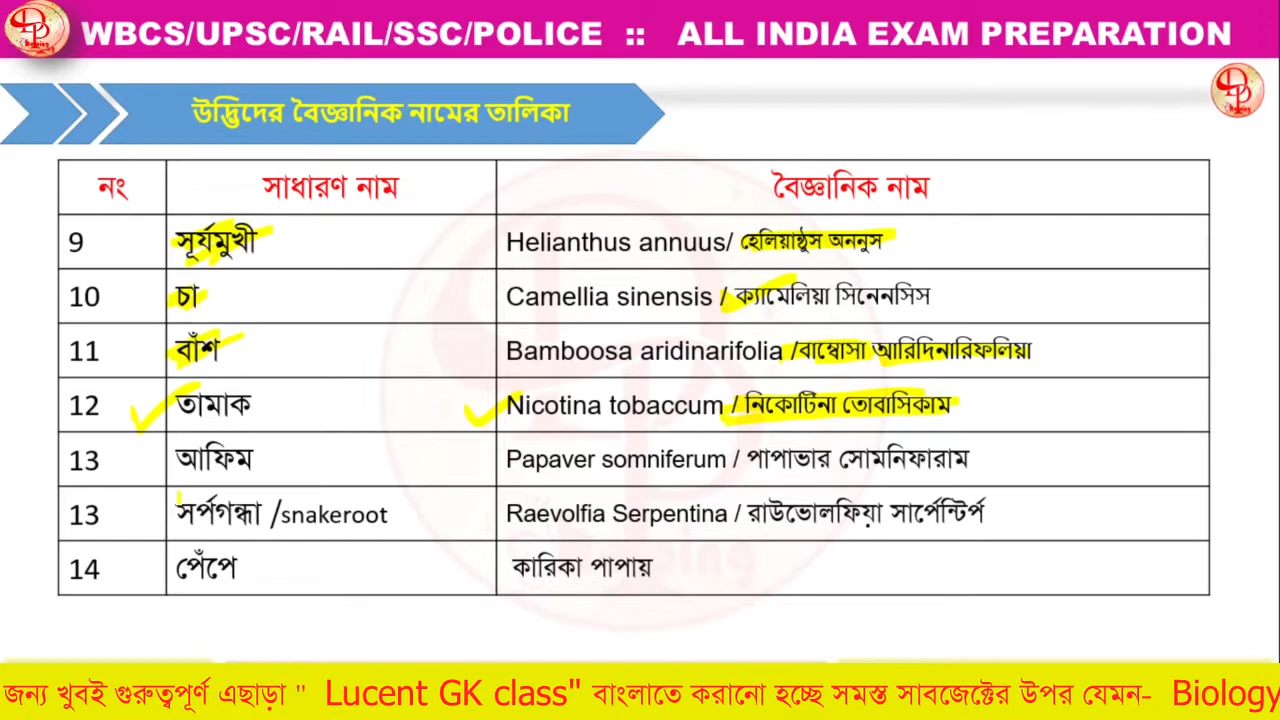 WBCS/UPSC/RAIL/SSC/POLICE :: ALL INDIA EXAM PREPARATION
উদ্ভিদের বৈজ্ঞানিক নামের তালিকা
নং সাধারণ নাম বৈজ্ঞানিক নাম
9 সূর্যমুখী Helianthus annuus/ হেলিয়ান্থুস অননুস
10 চা Camellia sinensis / ক্যামেলিয়া সিনেনসিস
11 বাঁশ Bamboosa aridinarifolia /বাম্বোসা আরিদিনারিফলিয়া
12 তামাক Nicotina tobaccum / নিকোটিনা তোবাসিকাম
13 আফিম Papaver somniferum / পাপাভার সোমনিফারাম
13 সর্পগন্ধা /snakeroot Raevolfia Serpentina / রাউভোলফিয়া সার্পেন্টির্প
14 পেঁপে কারিকা পাপায়
জন্য খুবই গুরুত্বপূর্ণ এছাড়া " Lucent GK class" বাংলাতে করানো হচ্ছে সমস্ত সাবজেক্টের উপর যেমন- Biology